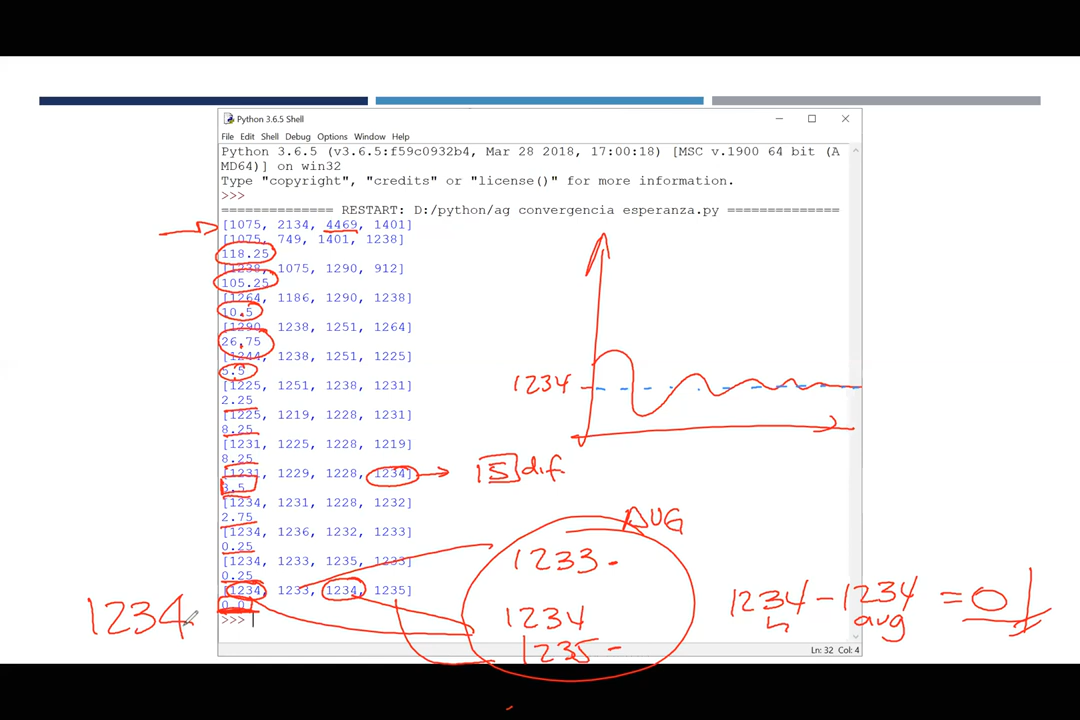 Python 3.6.5 Shell
File Edit Shell Debug Options Window Help
Python 3.6.5 (v3.6.5:f59c0932b4, Mar 28 2018, 17:00:18) [MSC v.1900 64 bit (A
MD64)] on win32
Type "copyright", "credits" or "license()" for more information.
>>>
============== RESTART: D:/python/ag convergencia esperanza.py ==============
[1075, 2134, 4469, 1401]
[1075, 749, 1401, 1238]
118.25
[1238, 1075, 1290, 912]
105.25
[1264, 1186, 1290, 1238]
10.5
[1290, 1238, 1251, 1264]
26.75
[1244, 1238, 1251, 1225]
5.5
[1225, 1251, 1238, 1231]
2.25
[1225, 1219, 1228, 1231]
8.25
[1231, 1225, 1228, 1219]
8.25
[1231, 1229, 1228, 1234]
3.5
[1234, 1231, 1228, 1232]
2.75
[1234, 1236, 1232, 1233]
0.25
[1234, 1233, 1235, 1233]
0.25
[1234, 1233, 1234, 1235]
0.0
>>>
1234
5 dif.
AUG
1233 -
1234
1235 -
1234 - 1234 = 0
avg
1234
Ln: 32 Col: 4